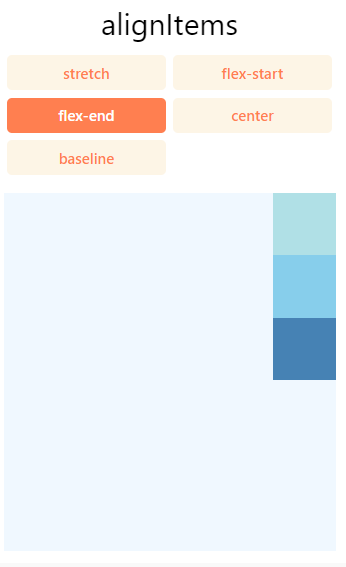 alignItems
stretch
flex-start
flex-end
center
baseline